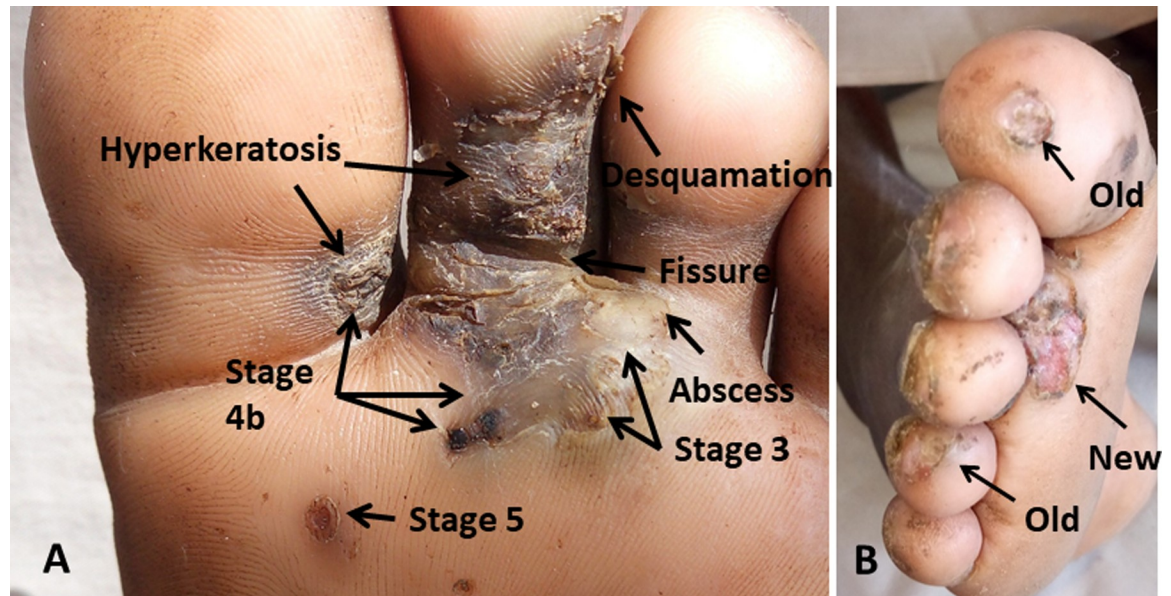 Hyperkeratosis
Desquamation
Fissure
Stage
4b
Abscess
Stage 3
Stage 5
A
Old
New
Old
B